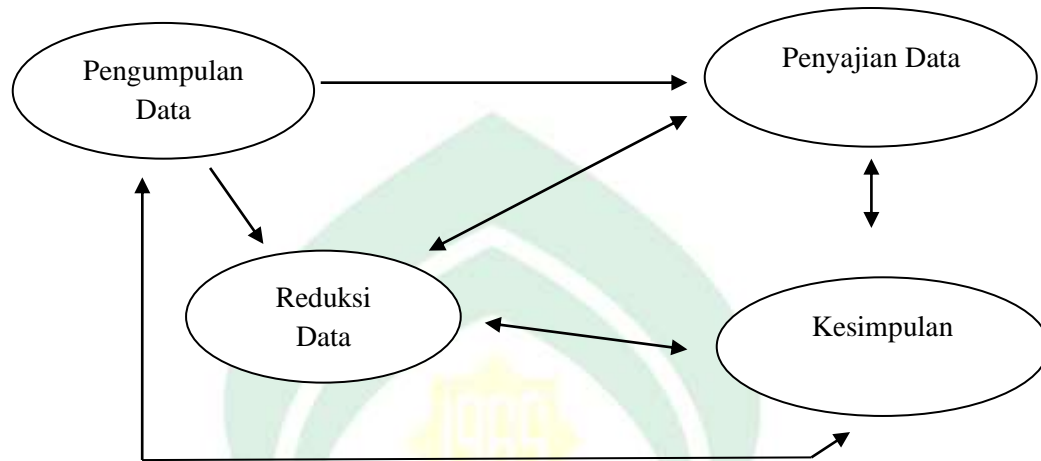 Pengumpulan
Data
Penyajian Data
Reduksi
Data
Kesimpulan